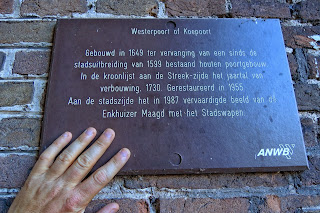 Westerpoort of Koepoort
Gebouwd in 1649 ter vervanging van een sinds de
stadsuitbreiding van 1599 bestaand houten poortgebouw.
In de kroonlijst aan de Streek-zijde het jaartal van
verbouwing, 1730. Gerestaureerd in 1955.
Aan de stadszijde het in 1987 vervaardigde beeld van de
Enkhuizer Maagd met het Stadswapen.
ANWB